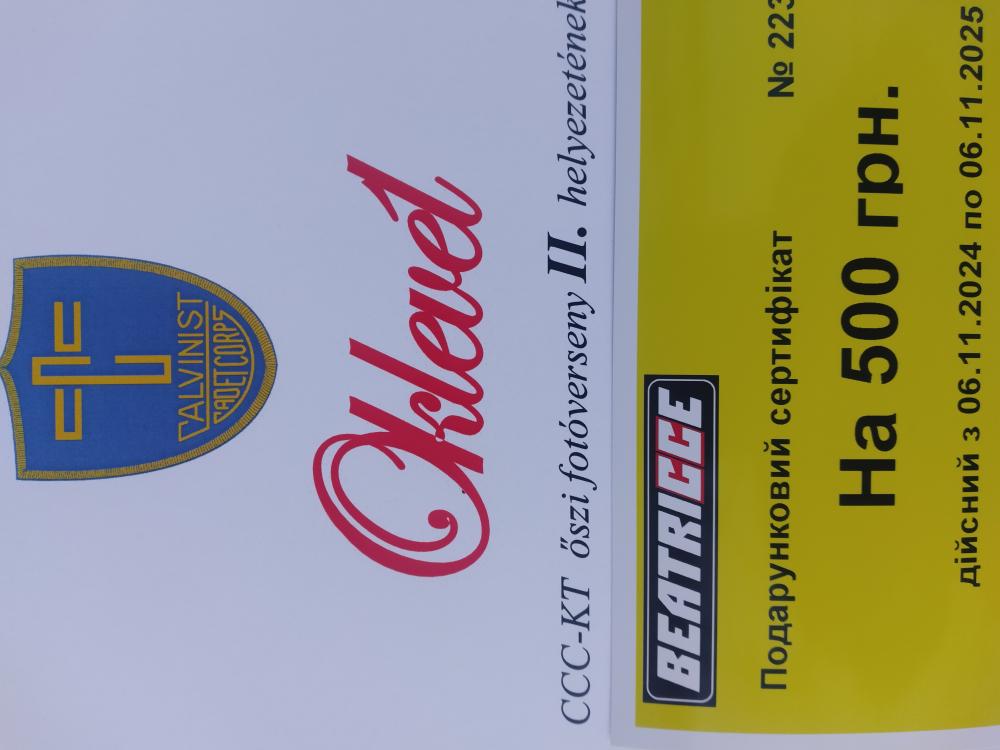 CALVINIST
CADET CORPS
Oklevél
CCC-KT őszi fotóverseny II. helyezetének
BEATRICCE
Подарунковий сертифікат № 223
На 500 грн.
дійсний з 06.11.2024 по 06.11.2025